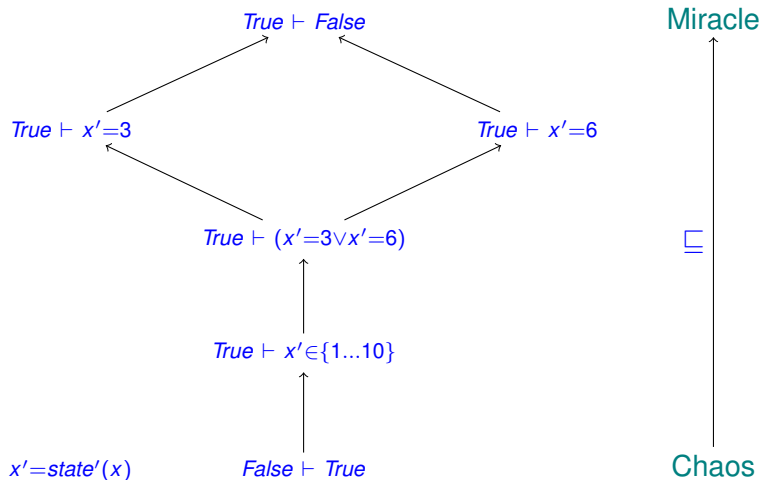 True ⊢ False Miracle
True ⊢ x′=3 True ⊢ x′=6
True ⊢ (x′=3∨x′=6) ⊑
True ⊢ x′∈{1...10}
x′=state′(x) False ⊢ True Chaos